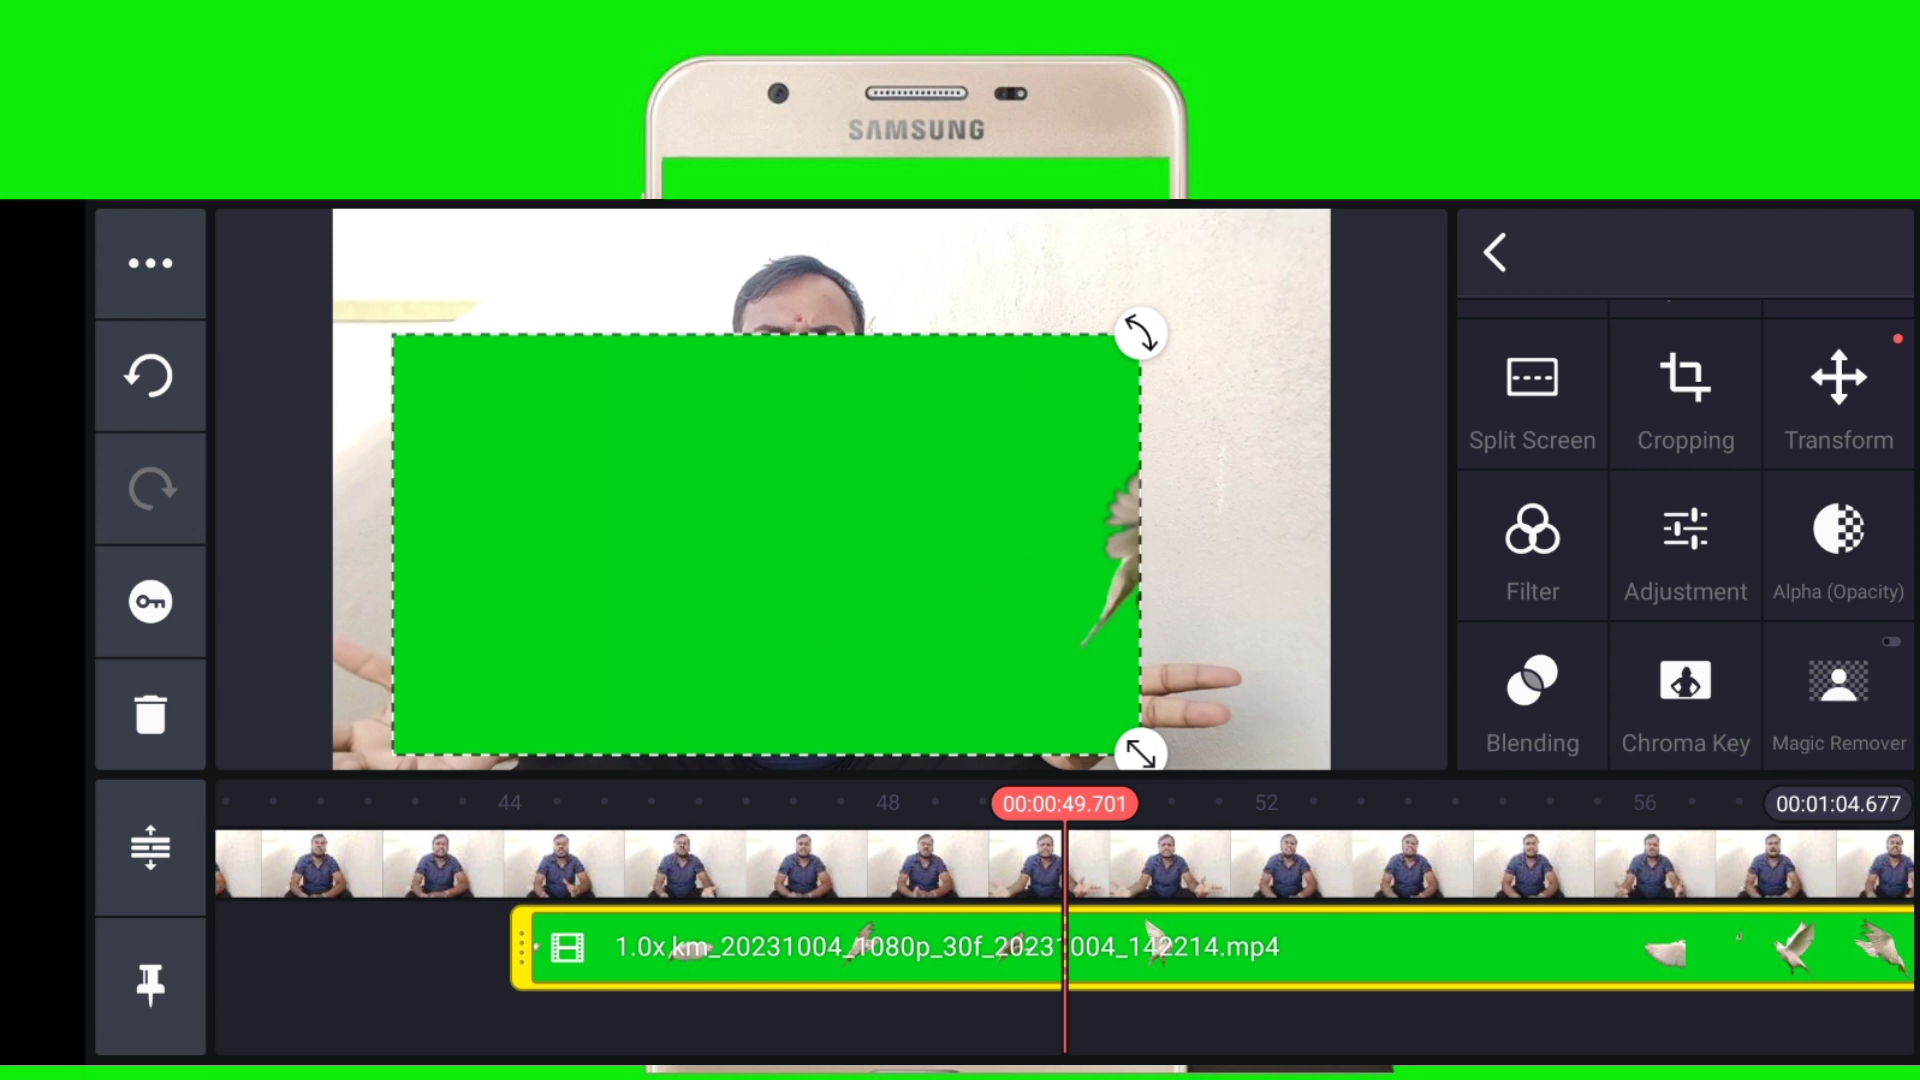 SAMSUNG
Split Screen
Cropping
Transform
Filter
Adjustment
Alpha (Opacity)
Blending
Chroma Key
Magic Remover
44
48
00:00:49.701
52
56
00:01:04.677
1.0x km_20231004_1080p_30f_20231004_142214.mp4